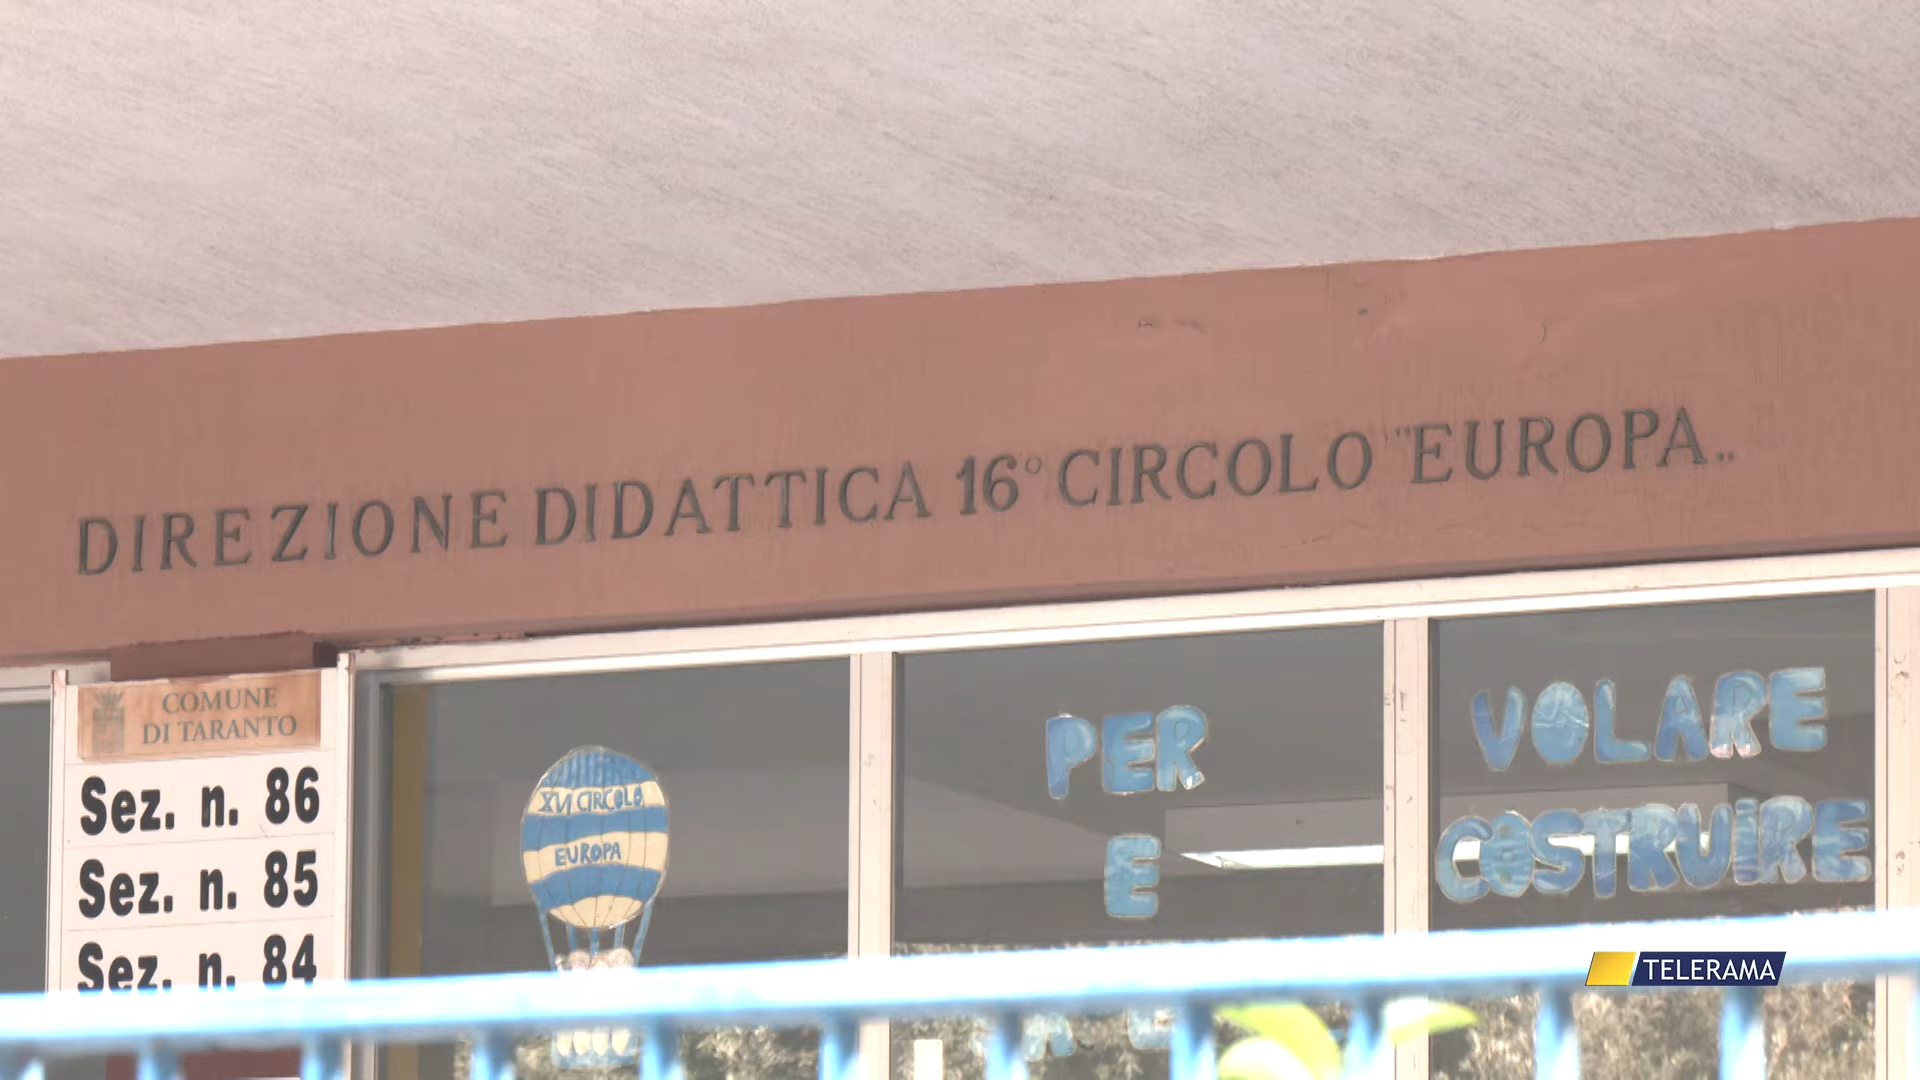 DIREZIONE DIDATTICA 16° CIRCOLO "EUROPA„
COMUNE
DI TARANTO
Sez. n. 86
Sez. n. 85
Sez. n. 84
XVI CIRCOLO
EUROPA
PER VOLARE
E COSTRUIRE
TELERAMA